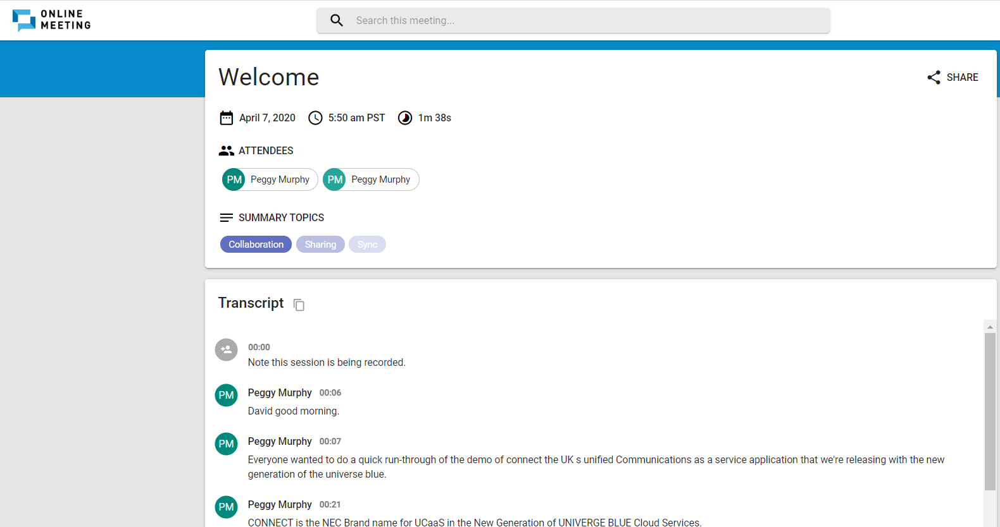 ONLINE
MEETING
Search this meeting...
Welcome
SHARE
April 7, 2020 5:50 am PST 1m 38s
ATTENDEES
PM Peggy Murphy PM Peggy Murphy
SUMMARY TOPICS
Collaboration Sharing Sync
Transcript
00:00
Note this session is being recorded.
PM Peggy Murphy 00:06
David good morning.
PM Peggy Murphy 00:07
Everyone wanted to do a quick run-through of the demo of connect the UK s unified Communications as a service application that we're releasing with the new
generation of the universe blue.
PM Peggy Murphy 00:21
CONNECT is the NEC Brand name for UCaaS in the New Generation of UNIVERGE BLUE Cloud Services.